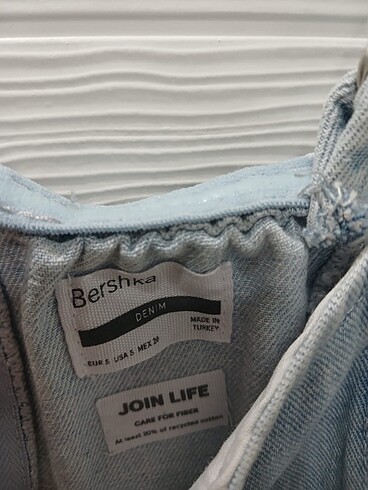 Bershka
DENIM
MADE IN
TURKEY
EUR S USA S MEX 26
JOIN LIFE
CARE FOR FIBER
At least 20% of recycled cotton